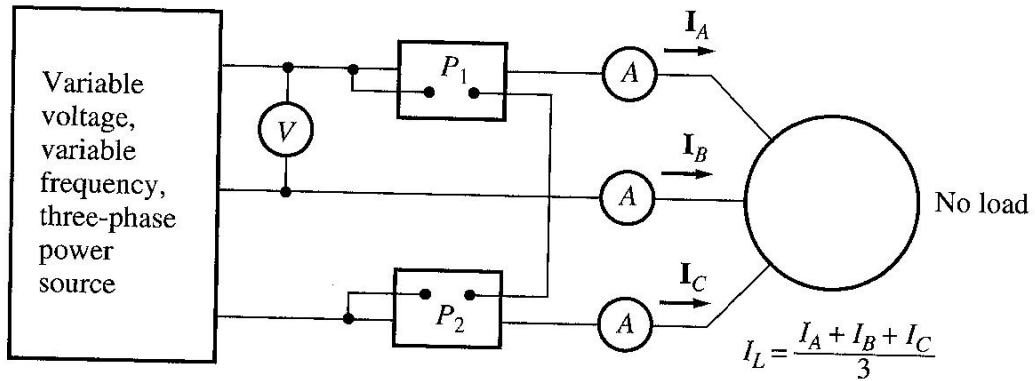 Variable
voltage,
variable
frequency,
three-phase
power
source
V
P1
P2
A
I_A
A
I_B
A
I_C
No load
I_L = (I_A + I_B + I_C) / 3